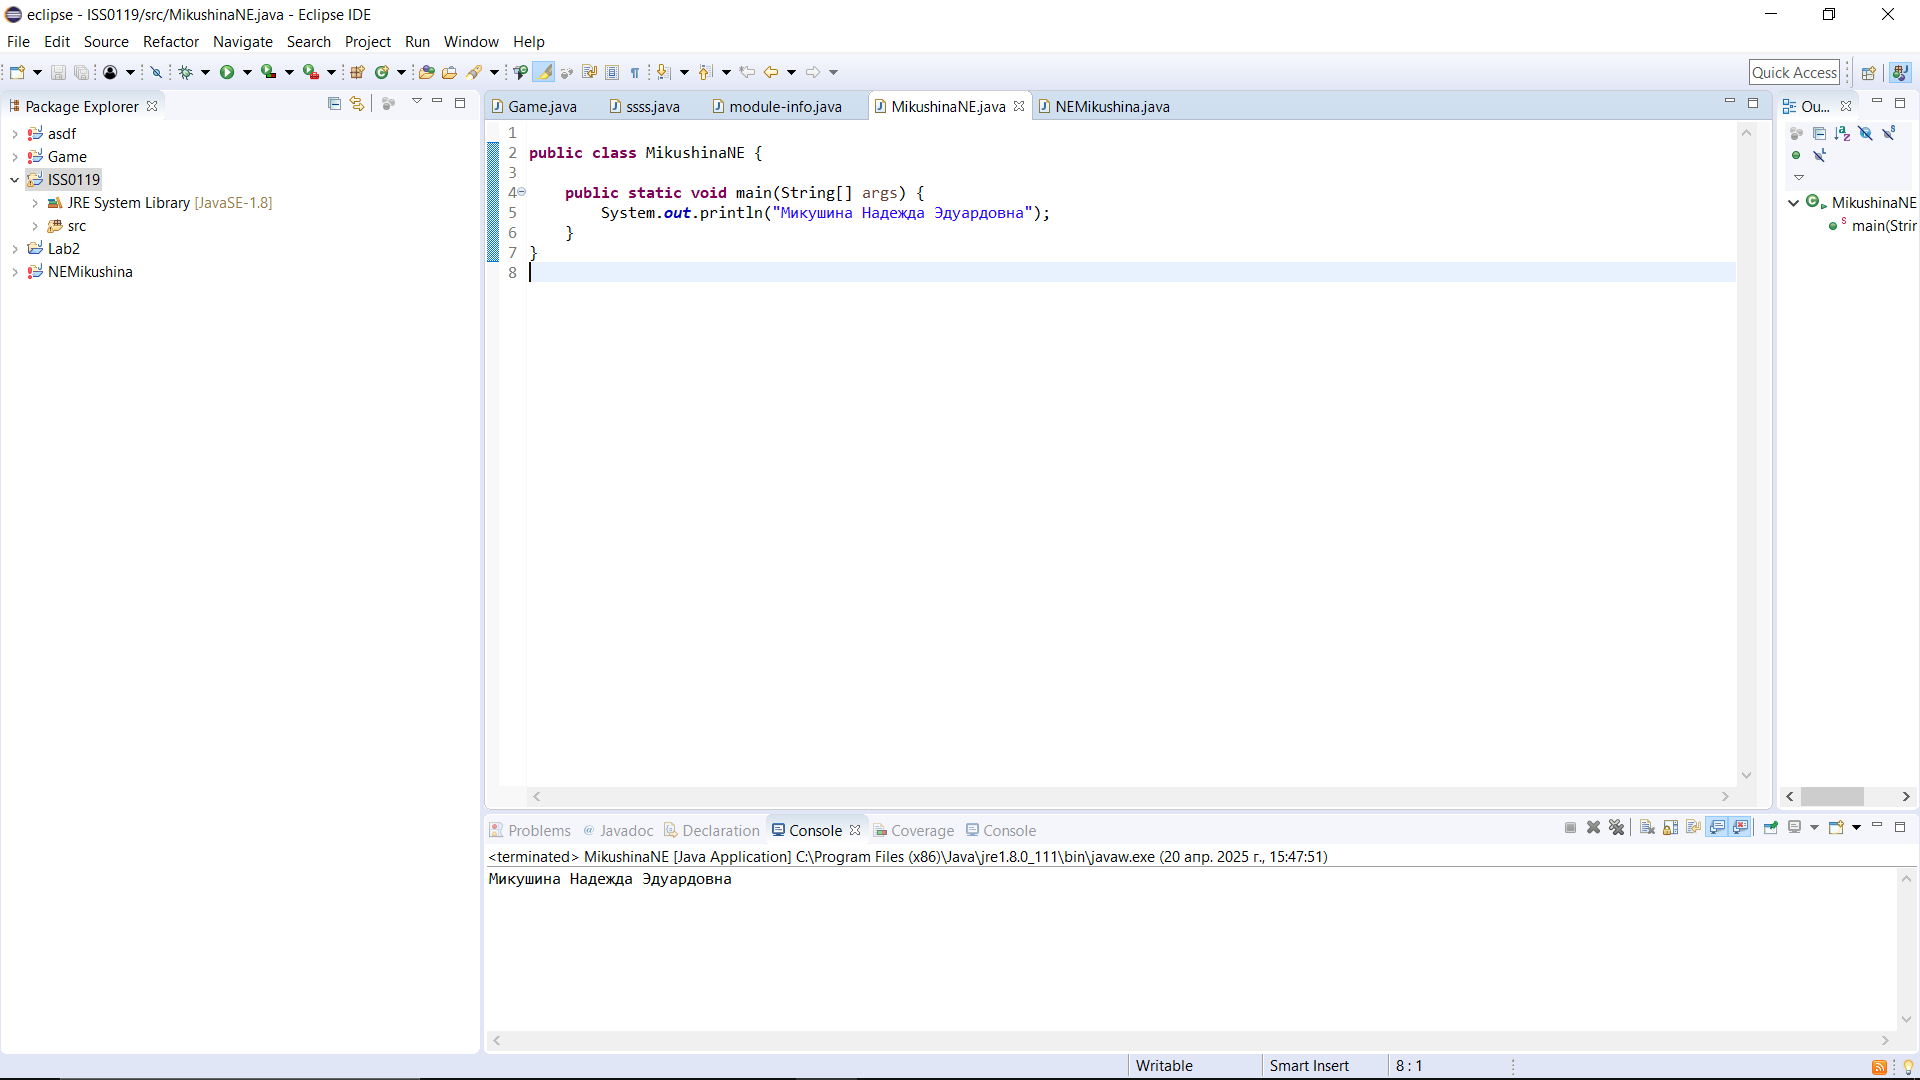 eclipse - ISS0119/src/MikushinaNE.java - Eclipse IDE
File Edit Source Refactor Navigate Search Project Run Window Help
Quick Access
Package Explorer
asdf
Game
ISS0119
JRE System Library [JavaSE-1.8]
src
Lab2
NEMikushina
Game.java ssss.java module-info.java MikushinaNE.java NEMikushina.java
1
2 public class MikushinaNE {
3
4 public static void main(String[] args) {
5 System.out.println("Микушина Надежда Эдуардовна");
6 }
7 }
8
Ou...
MikushinaNE
main(Strin
Problems @ Javadoc Declaration Console Coverage Console
<terminated> MikushinaNE [Java Application] C:\Program Files (x86)\Java\jre1.8.0_111\bin\javaw.exe (20 апр. 2025 г., 15:47:51)
Микушина Надежда Эдуардовна
Writable Smart Insert 8 : 1